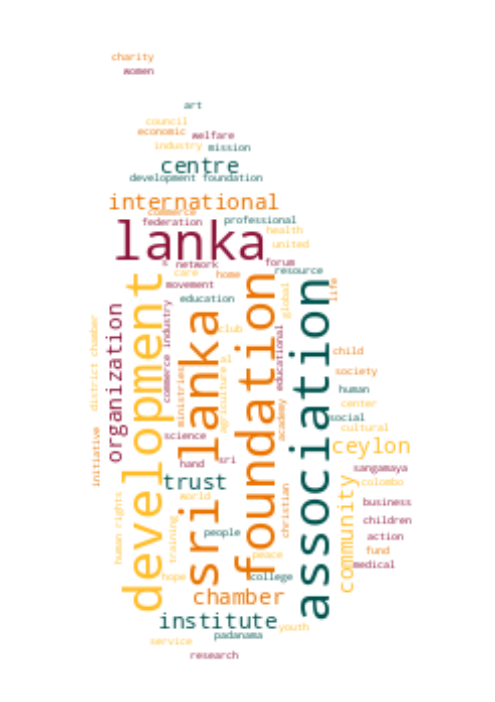 charity
women
art
council
economic
welfare
industry
mission
centre
development foundation
international
commerce
federation
professional
health
lanka
united
s
network
forum
care
home
resource
movement
global
life
education
development
sri lanka
foundation
association
organization
commerce industry
district chamber
club
educational
child
ministries
agricultural
society
human
center
academy
social
cultural
science
initiative
ceylon
hand
sri
sangamaya
trust
colombo
world
community
human rights
christian
business
training
people
children
action
peace
fund
medical
hope
college
chamber
institute
youth
padanama
service
research